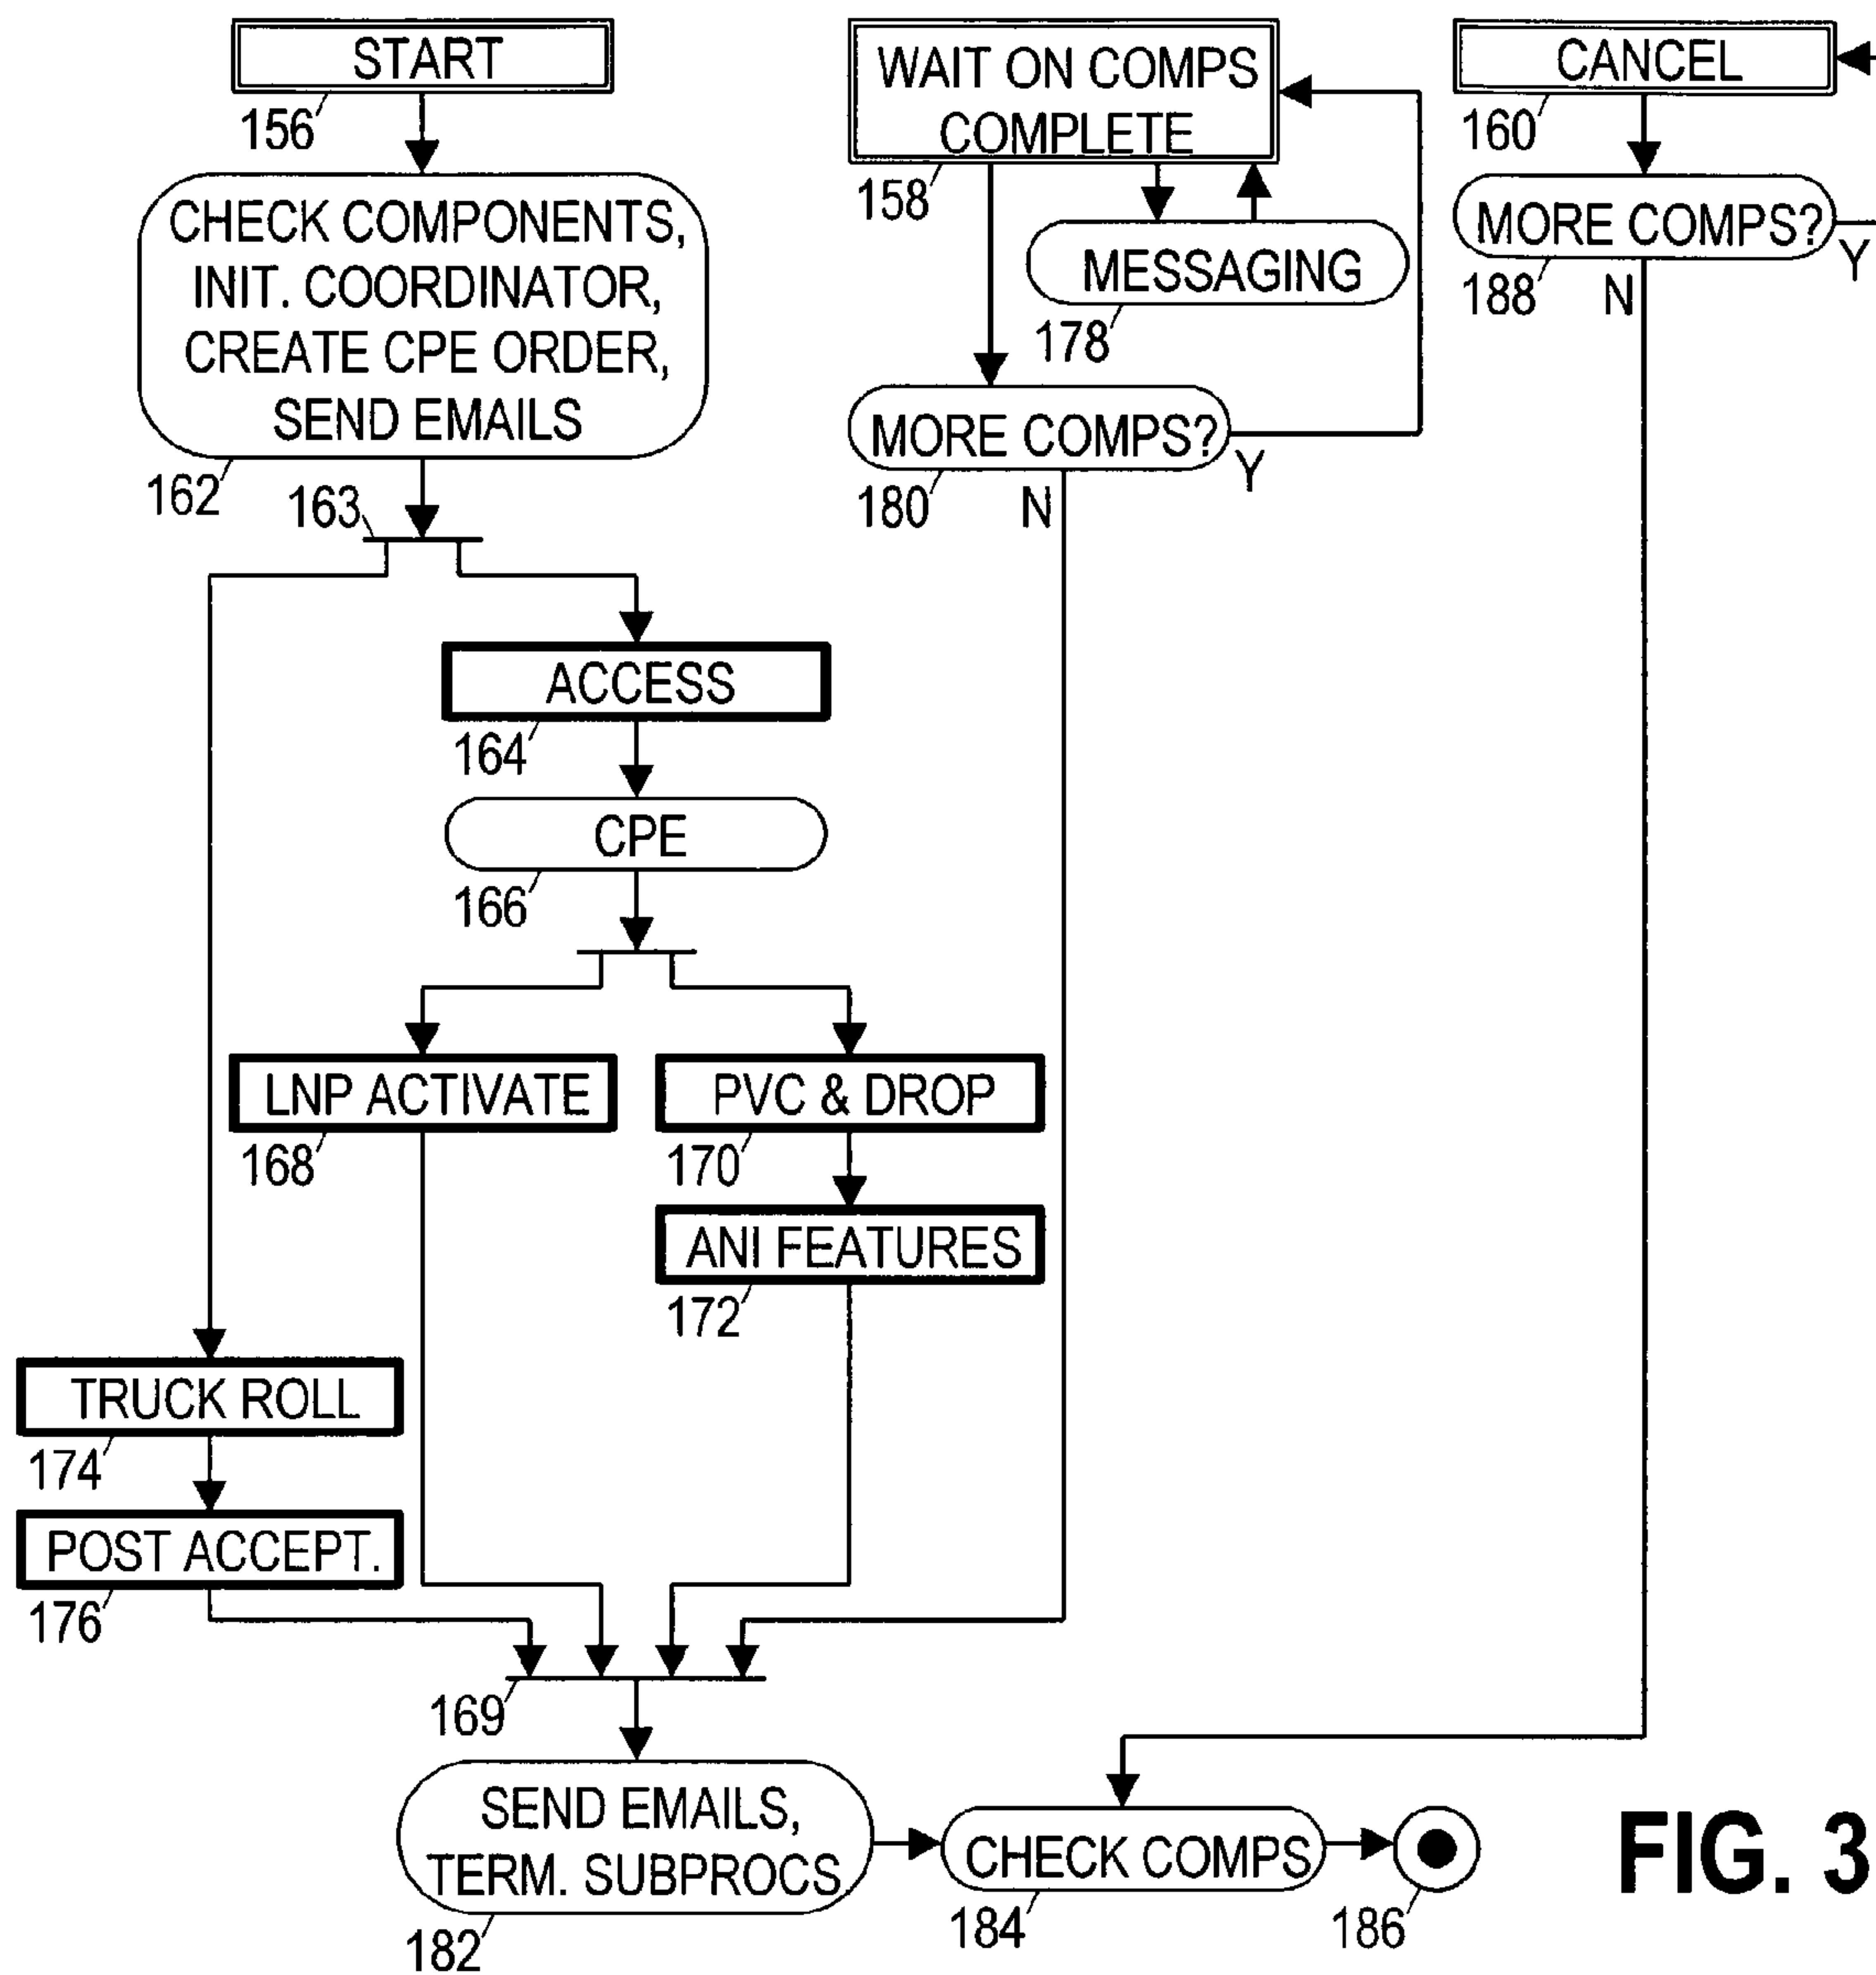 START
156
CHECK COMPONENTS,
INIT. COORDINATOR,
CREATE CPE ORDER,
SEND EMAILS
162
163
ACCESS
164
CPE
166
LNP ACTIVATE
168
PVC & DROP
170
ANI FEATURES
172
TRUCK ROLL
174
POST ACCEPT.
176
WAIT ON COMPS
COMPLETE
158
MESSAGING
178
MORE COMPS?
180
Y
N
CANCEL
160
MORE COMPS?
188
Y
N
169
SEND EMAILS,
TERM. SUBPROCS
182
CHECK COMPS
184
186
FIG. 3